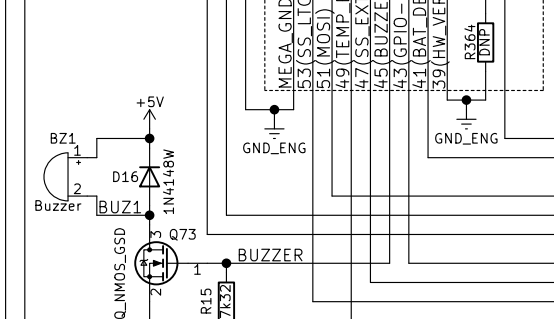 MEGA_GND
53(SS_LTC
51(MOSI)
49(TEMP_
47(SS_EX
45(BUZZE
43(GPIO-
41(BAT_DE
39(HW_VER
R364
DNP
GND_ENG
GND_ENG
+5V
BZ1
1
+
2
Buzzer
D16
1N4148W
BUZ1
3
Q73
Q_NMOS_GSD
1
2
BUZZER
R15
7k32